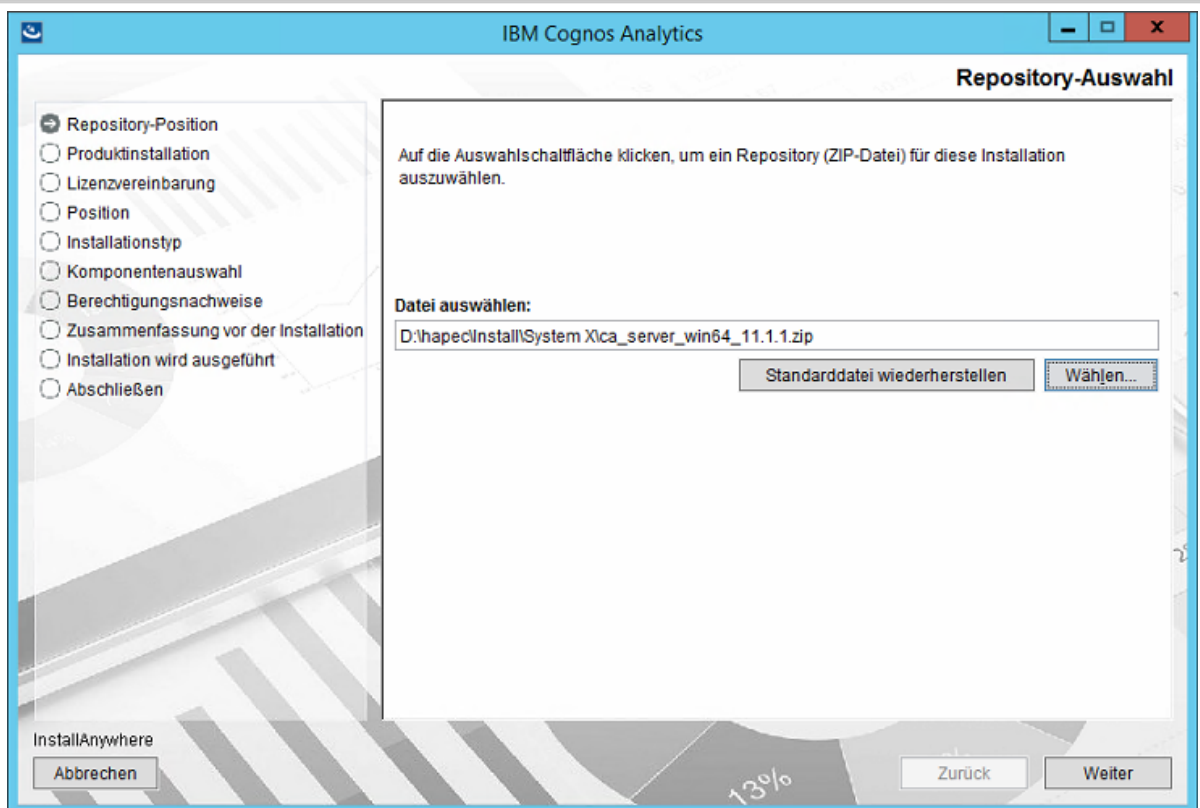 IBM Cognos Analytics
Repository-Auswahl
Repository-Position
Produktinstallation
Lizenzvereinbarung
Position
Installationstyp
Komponentenauswahl
Berechtigungsnachweise
Zusammenfassung vor der Installation
Installation wird ausgeführt
Abschließen
Auf die Auswahlschaltfläche klicken, um ein Repository (ZIP-Datei) für diese Installation
auszuwählen.
Datei auswählen:
D:\hapec\Install\System X\ca_server_win64_11.1.1.zip
Standarddatei wiederherstellen
Wählen...
InstallAnywhere
Abbrechen
Zurück
Weiter
13%